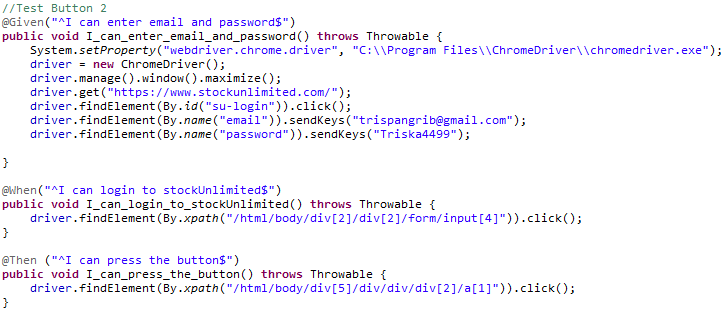 //Test Button 2
@Given("^I can enter email and password$")
public void I_can_enter_email_and_password() throws Throwable {
    System.setProperty("webdriver.chrome.driver", "C:\\Program Files\\ChromeDriver\\chromedriver.exe");
    driver = new ChromeDriver();
    driver.manage().window().maximize();
    driver.get("https://www.stockunlimited.com/");
    driver.findElement(By.id("su-login")).click();
    driver.findElement(By.name("email")).sendKeys("trispangrib@gmail.com");
    driver.findElement(By.name("password")).sendKeys("Triska4499");
}
@When("^I can login to stockUnlimited$")
public void I_can_login_to_stockUnlimited() throws Throwable {
    driver.findElement(By.xpath("/html/body/div[2]/div[2]/form/input[4]")).click();
}
@Then ("^I can press the button$")
public void I_can_press_the_button() throws Throwable {
    driver.findElement(By.xpath("/html/body/div[5]/div/div/div[2]/a[1]")).click();
}